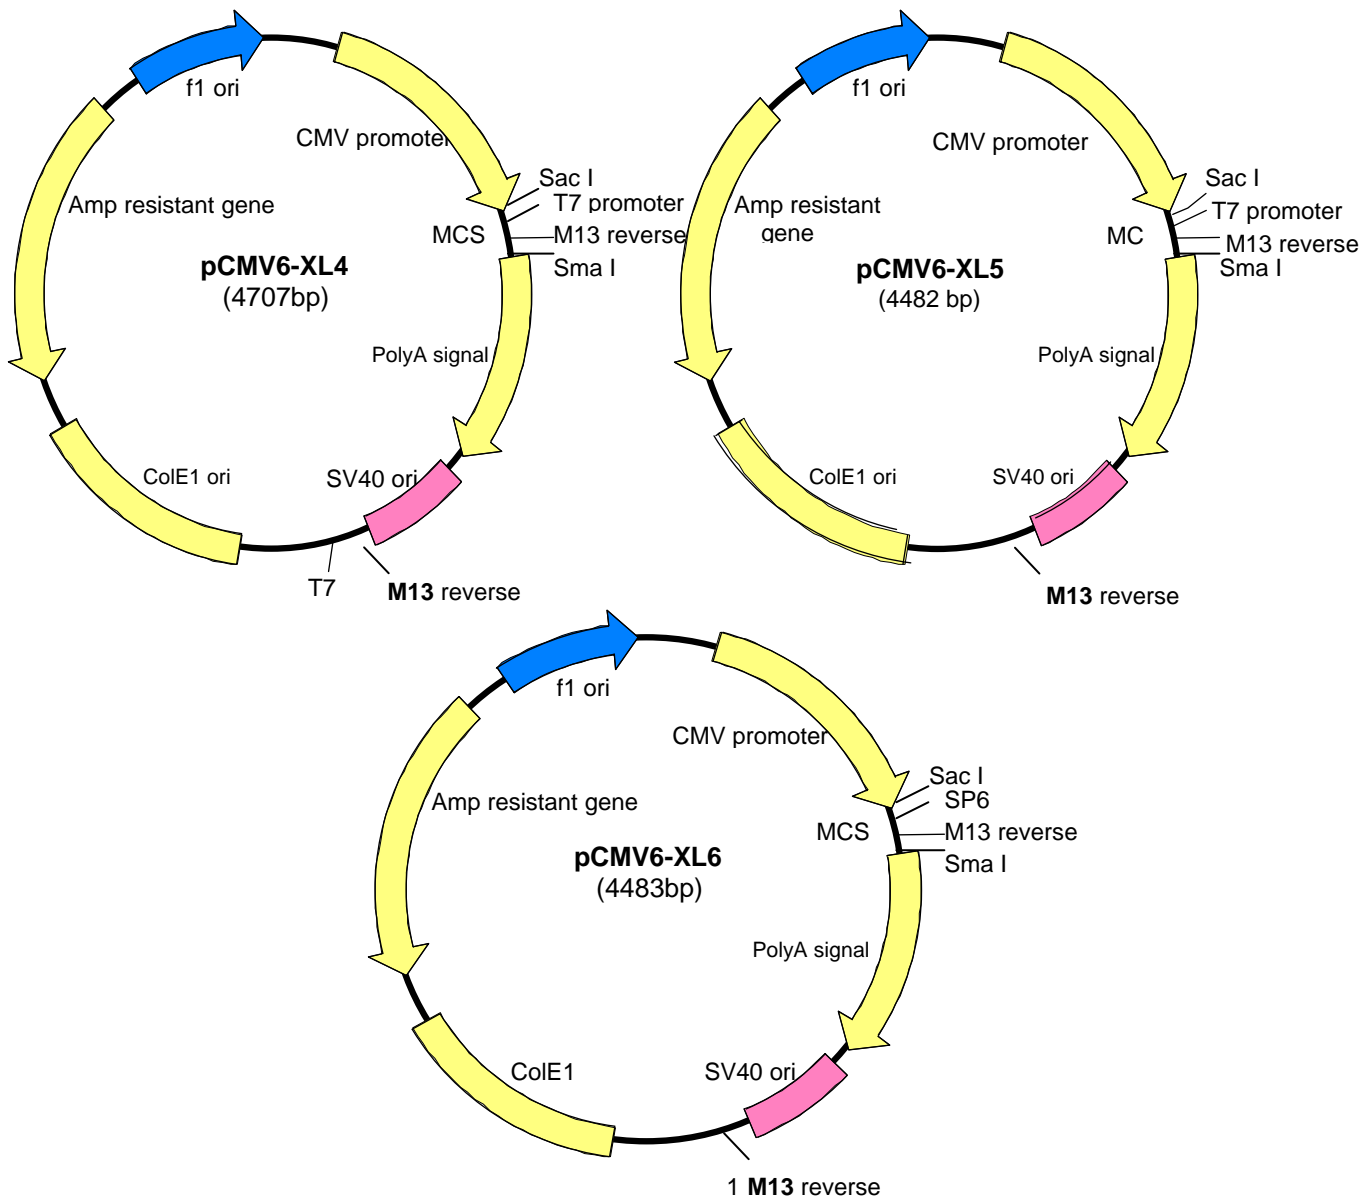 f1 ori
CMV promoter
Sac I
T7 promoter
MCS
M13 reverse
Sma I
Amp resistant gene
pCMV6-XL4
(4707bp)
PolyA signal
ColE1 ori
SV40 ori
T7
M13 reverse
f1 ori
CMV promoter
Sac I
T7 promoter
MC
M13 reverse
Sma I
Amp resistant
gene
pCMV6-XL5
(4482 bp)
PolyA signal
ColE1 ori
SV40 ori
M13 reverse
f1 ori
CMV promoter
Sac I
SP6
MCS
M13 reverse
Sma I
Amp resistant gene
pCMV6-XL6
(4483bp)
PolyA signal
ColE1
SV40 ori
1 M13 reverse